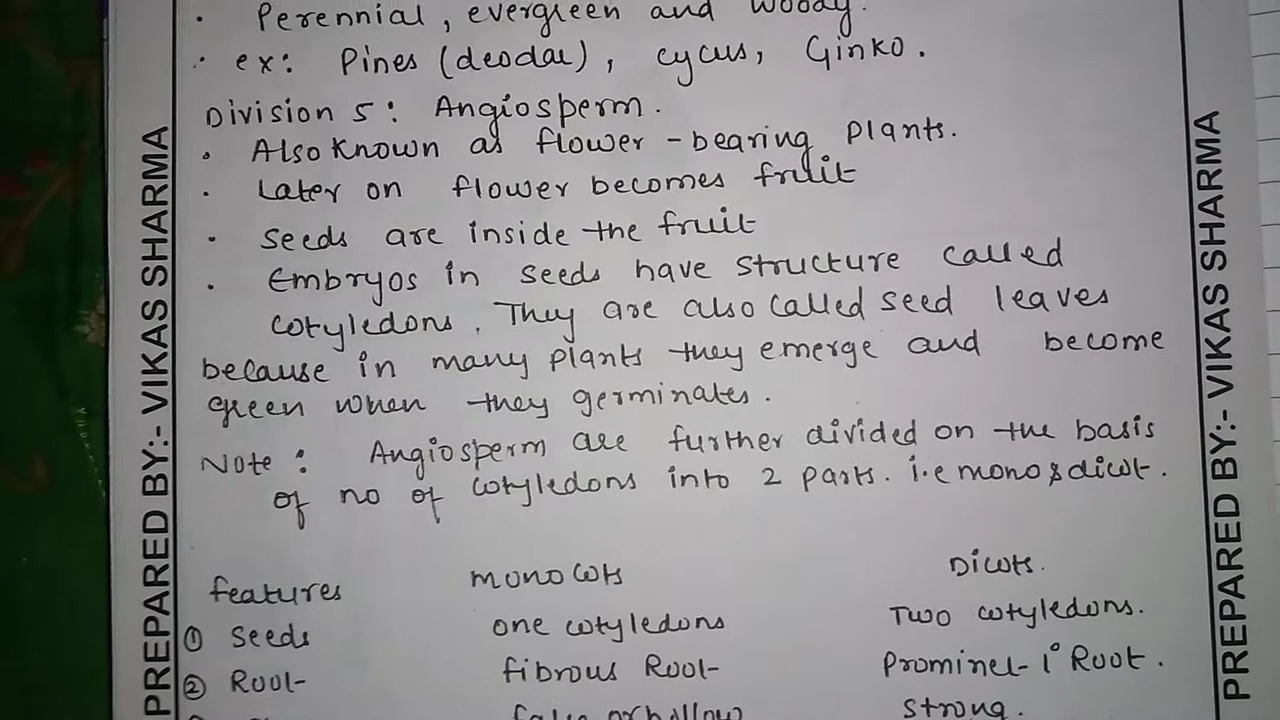 • Perennial, evergreen and woody.
• ex: Pines (deodar), cycus, Ginko.
Division 5: Angiosperm.
• Also Known as flower-bearing plants.
• Later on flower becomes fruit
• Seeds are inside the fruit
• Embryos in seeds have structure called
cotyledons. They are also called seed leaves
because in many plants they emerge and become
green when they germinates.
Note: Angiosperm are further divided on the basis
of no of cotyledons into 2 parts. i.e mono & dicot.
features monocots Dicots.
① Seeds one cotyledons Two cotyledons.
② Root fibrous Root Prominet 1° Root.
false or hollow strong.
PREPARED BY:- VIKAS SHARMA
PREPARED BY:- VIKAS SHARMA